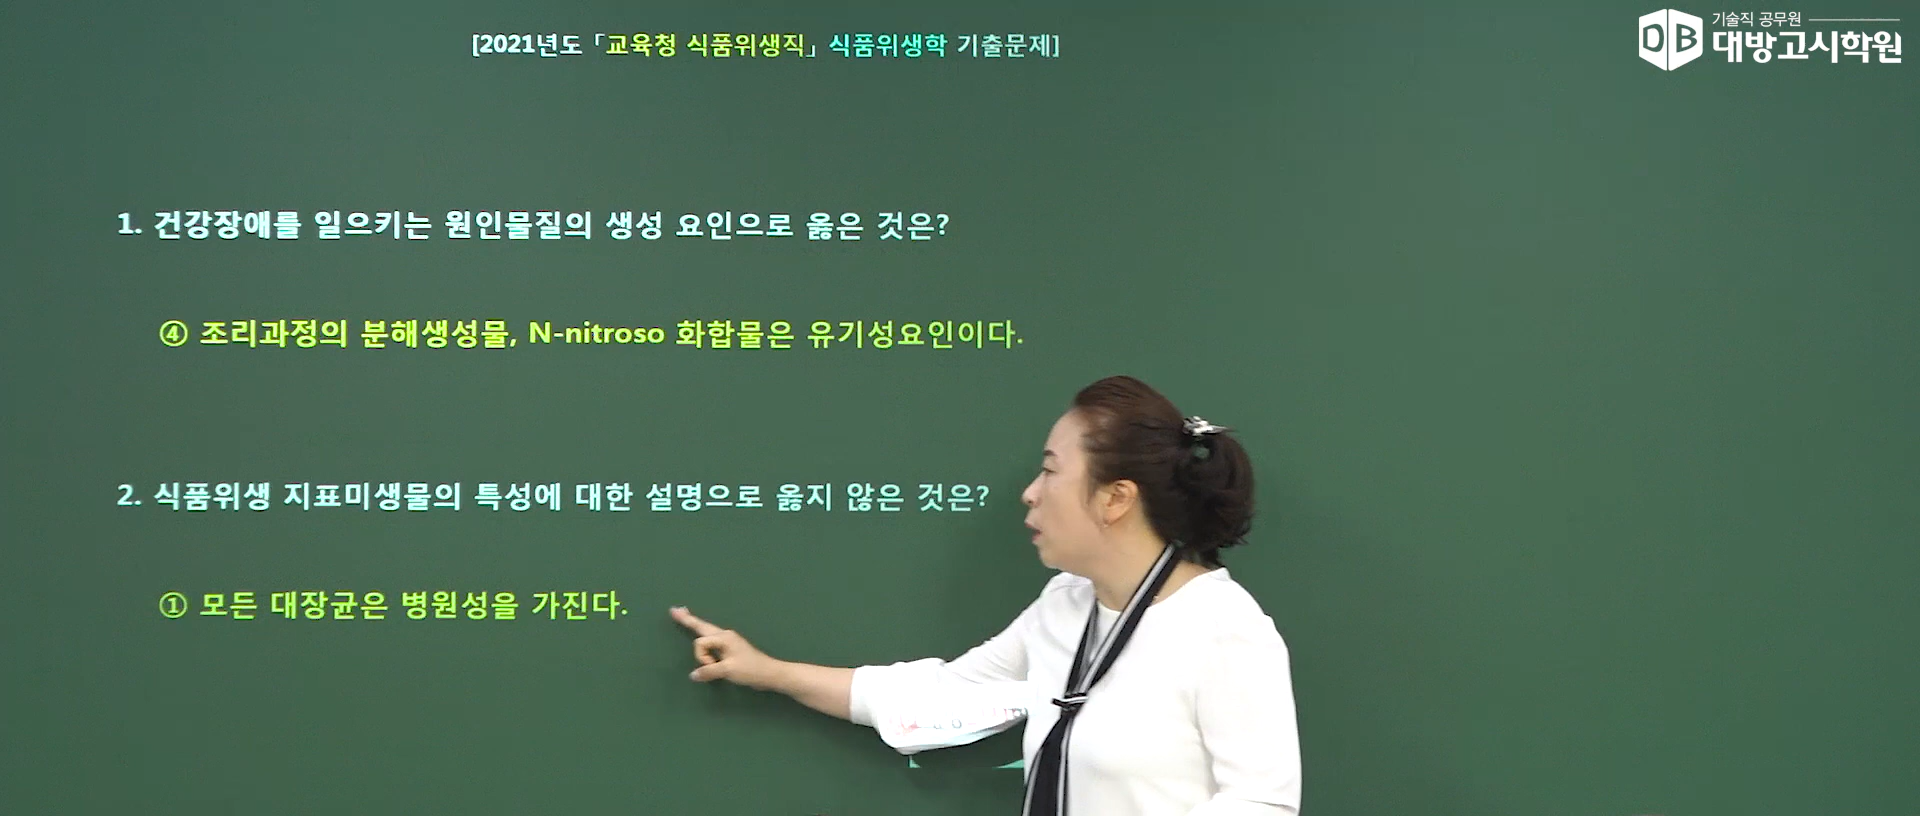 [2021년도 「교육청 식품위생직」 식품위생학 기출문제]
기술직 공무원
DB 대방고시학원
1. 건강장애를 일으키는 원인물질의 생성 요인으로 옳은 것은?
④ 조리과정의 분해생성물, N-nitroso 화합물은 유기성요인이다.
2. 식품위생 지표미생물의 특성에 대한 설명으로 옳지 않은 것은?
① 모든 대장균은 병원성을 가진다.